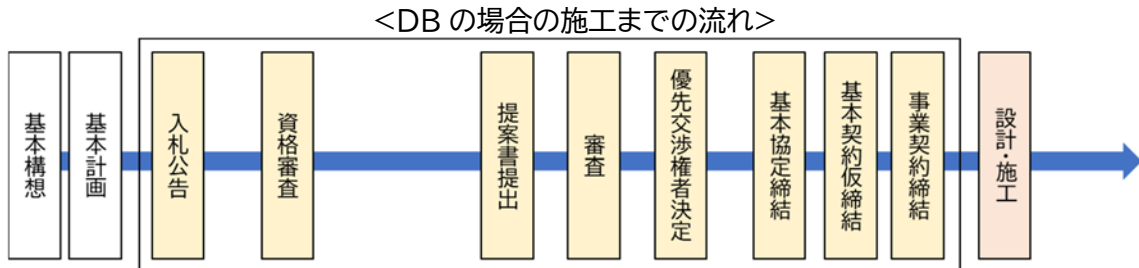 <DB の場合の施工までの流れ>
基本構想
基本計画
入札公告
資格審査
提案書提出
審査
優先交渉権者決定
基本協定締結
基本契約仮締結
事業契約締結
設計・施工